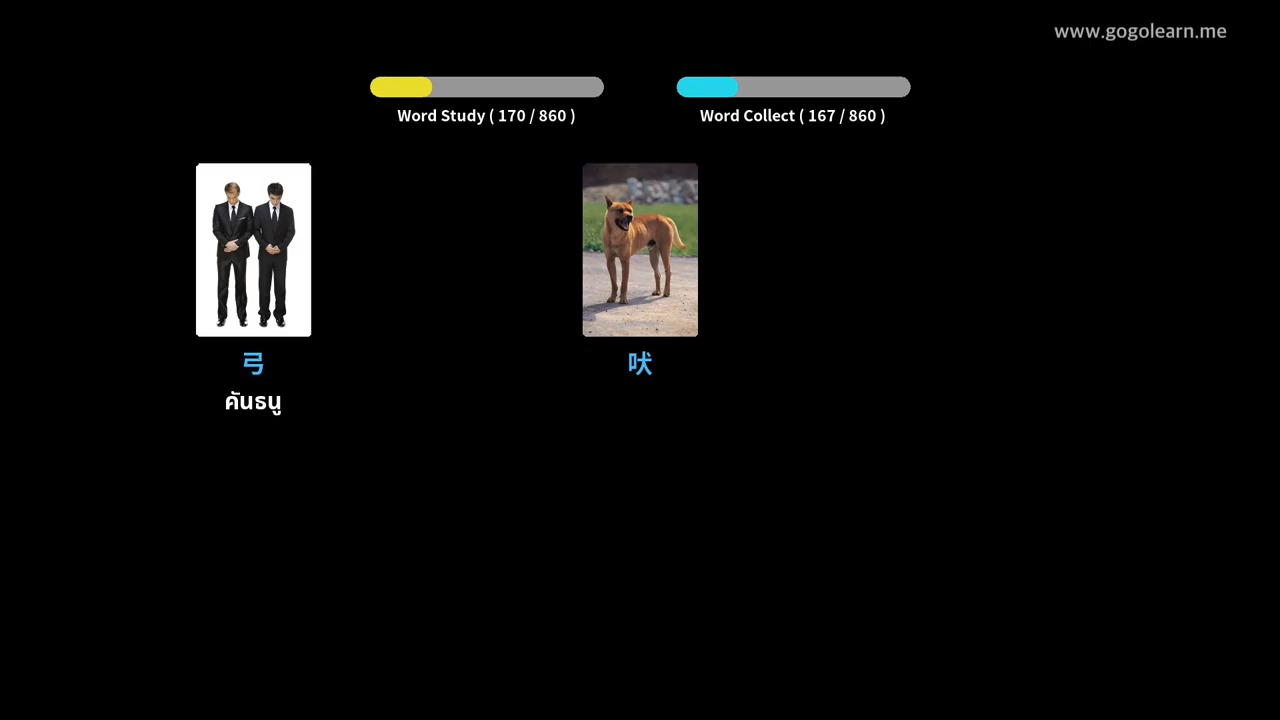 www.gogolearn.me
Word Study ( 170 / 860 )
Word Collect ( 167 / 860 )
弓
คันธนู
吠